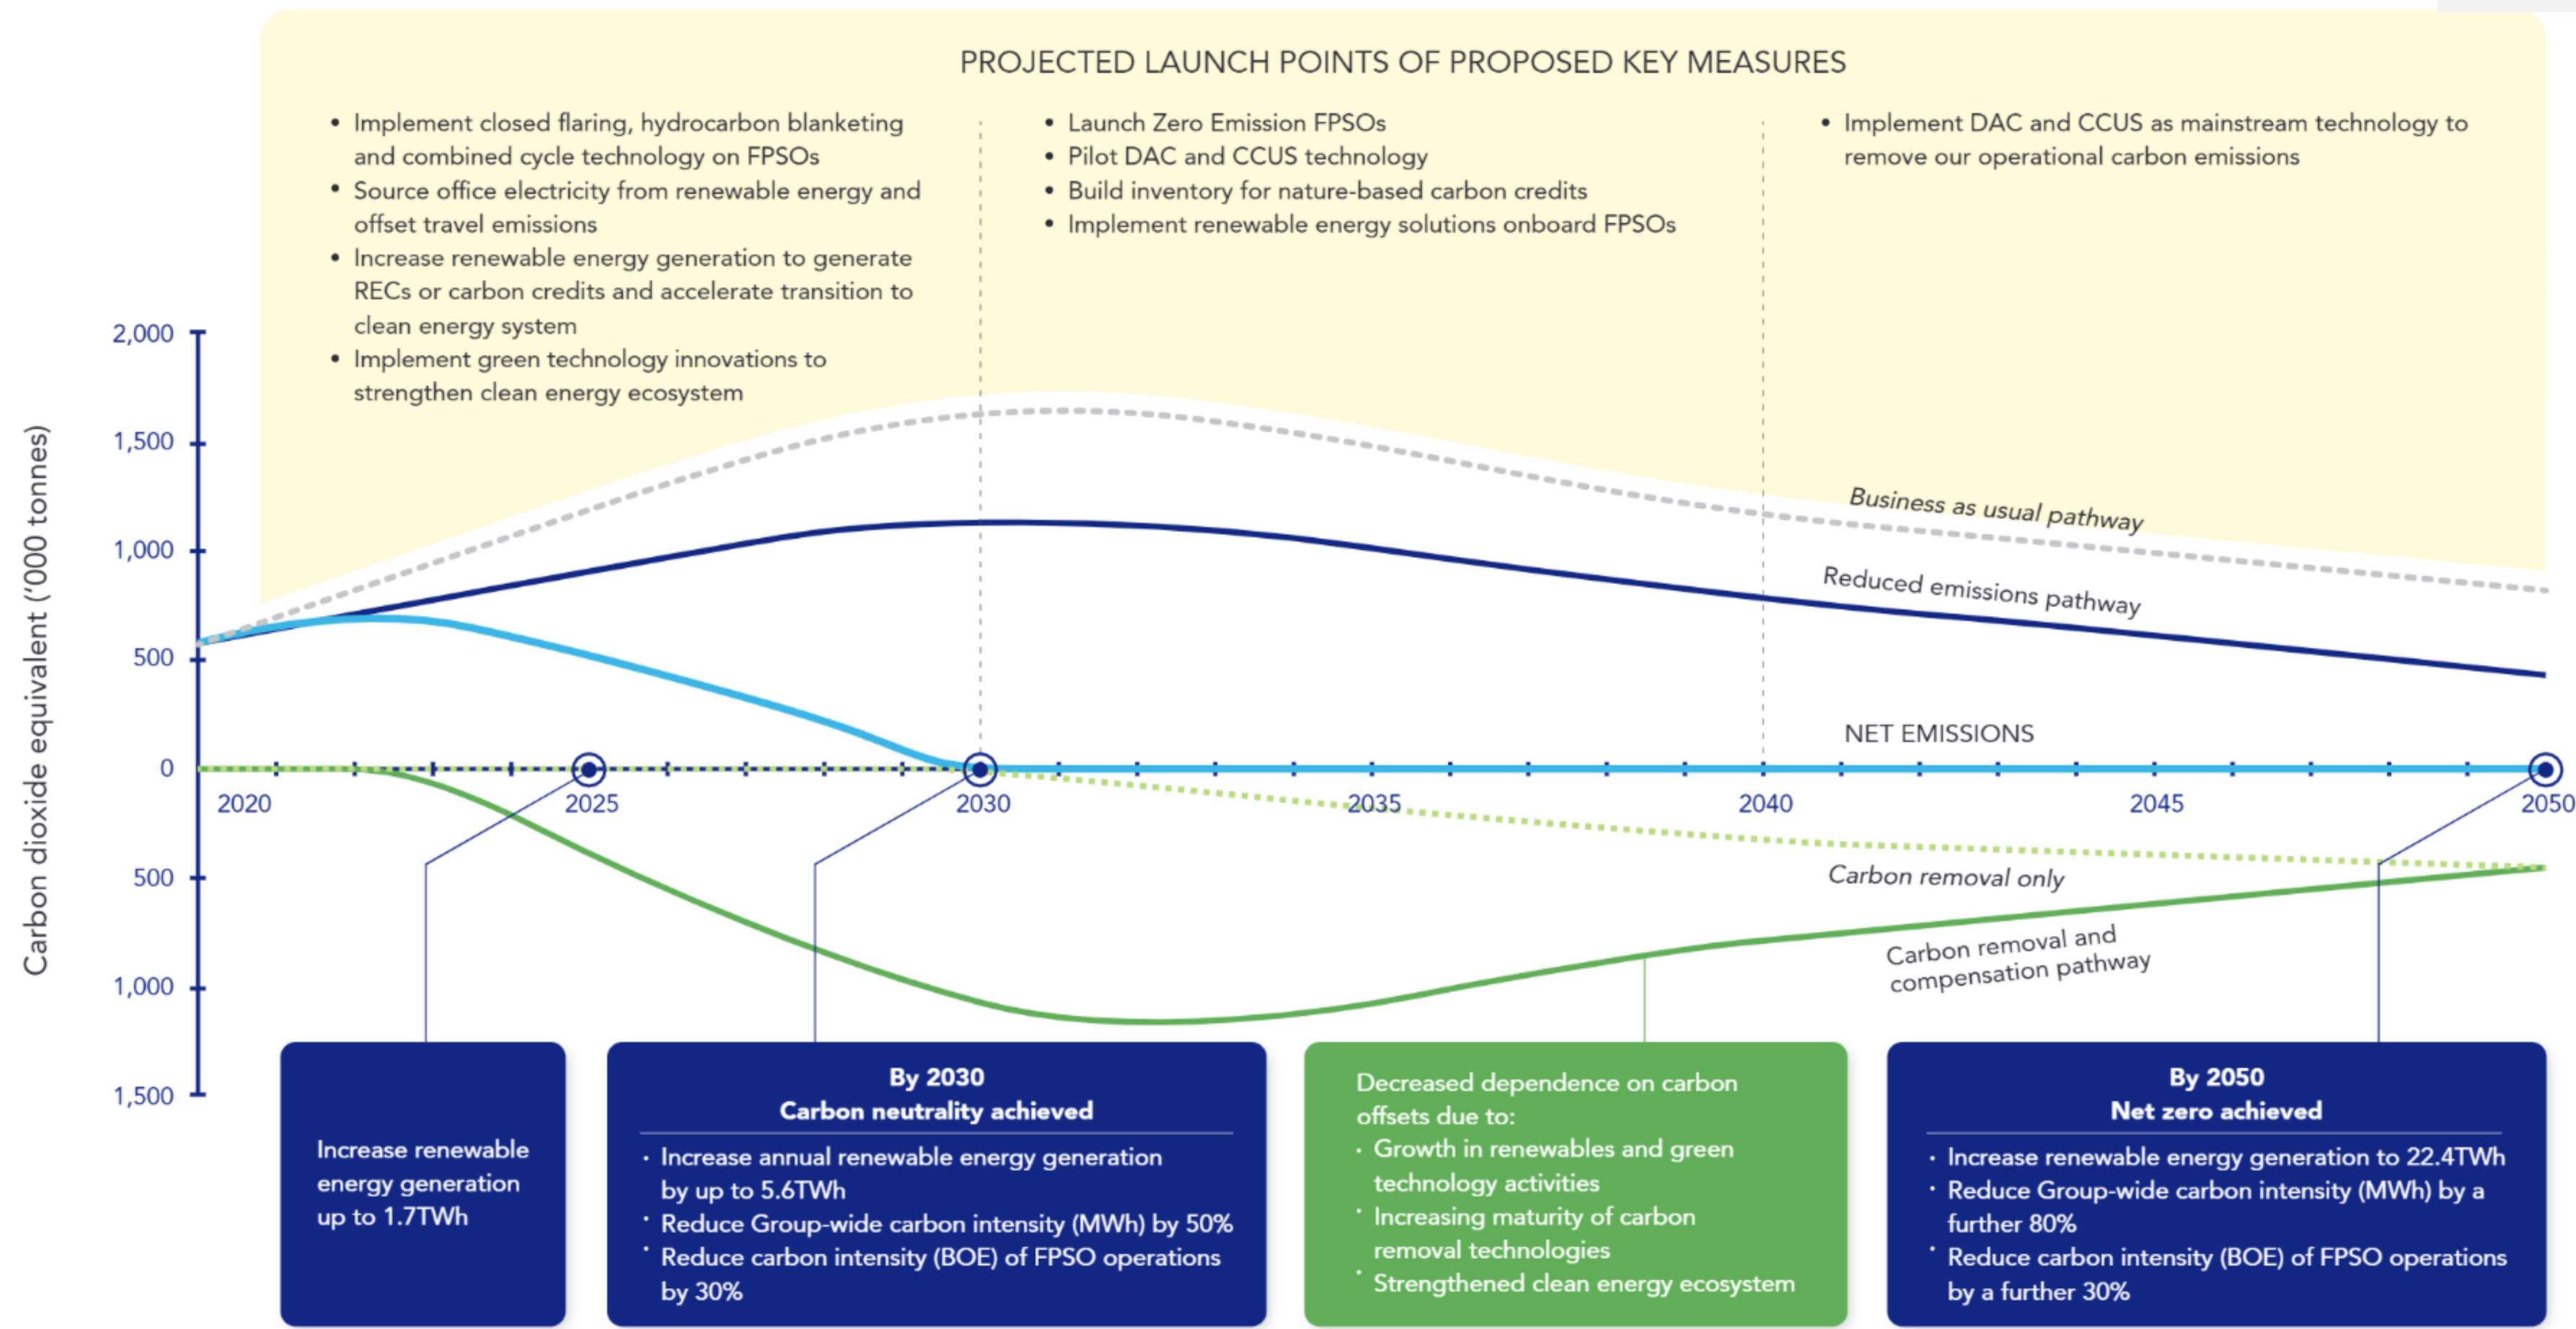 PROJECTED LAUNCH POINTS OF PROPOSED KEY MEASURES
• Implement closed flaring, hydrocarbon blanketing
and combined cycle technology on FPSOs
• Source office electricity from renewable energy and
offset travel emissions
• Increase renewable energy generation to generate
RECs or carbon credits and accelerate transition to
clean energy system
• Implement green technology innovations to
strengthen clean energy ecosystem
• Launch Zero Emission FPSOs
• Pilot DAC and CCUS technology
• Build inventory for nature-based carbon credits
• Implement renewable energy solutions onboard FPSOs
• Implement DAC and CCUS as mainstream technology to
remove our operational carbon emissions
Carbon dioxide equivalent ('000 tonnes)
2,000
1,500
1,000
500
0
500
1,000
1,500
Business as usual pathway
Reduced emissions pathway
NET EMISSIONS
2020
2025
2030
2035
2040
2045
2050
Carbon removal only
Carbon removal and
compensation pathway
Increase renewable
energy generation
up to 1.7TWh
By 2030
Carbon neutrality achieved
· Increase annual renewable energy generation
by up to 5.6TWh
· Reduce Group-wide carbon intensity (MWh) by 50%
· Reduce carbon intensity (BOE) of FPSO operations
by 30%
Decreased dependence on carbon
offsets due to:
· Growth in renewables and green
technology activities
· Increasing maturity of carbon
removal technologies
· Strengthened clean energy ecosystem
By 2050
Net zero achieved
· Increase renewable energy generation to 22.4TWh
· Reduce Group-wide carbon intensity (MWh) by a
further 80%
· Reduce carbon intensity (BOE) of FPSO operations
by a further 30%